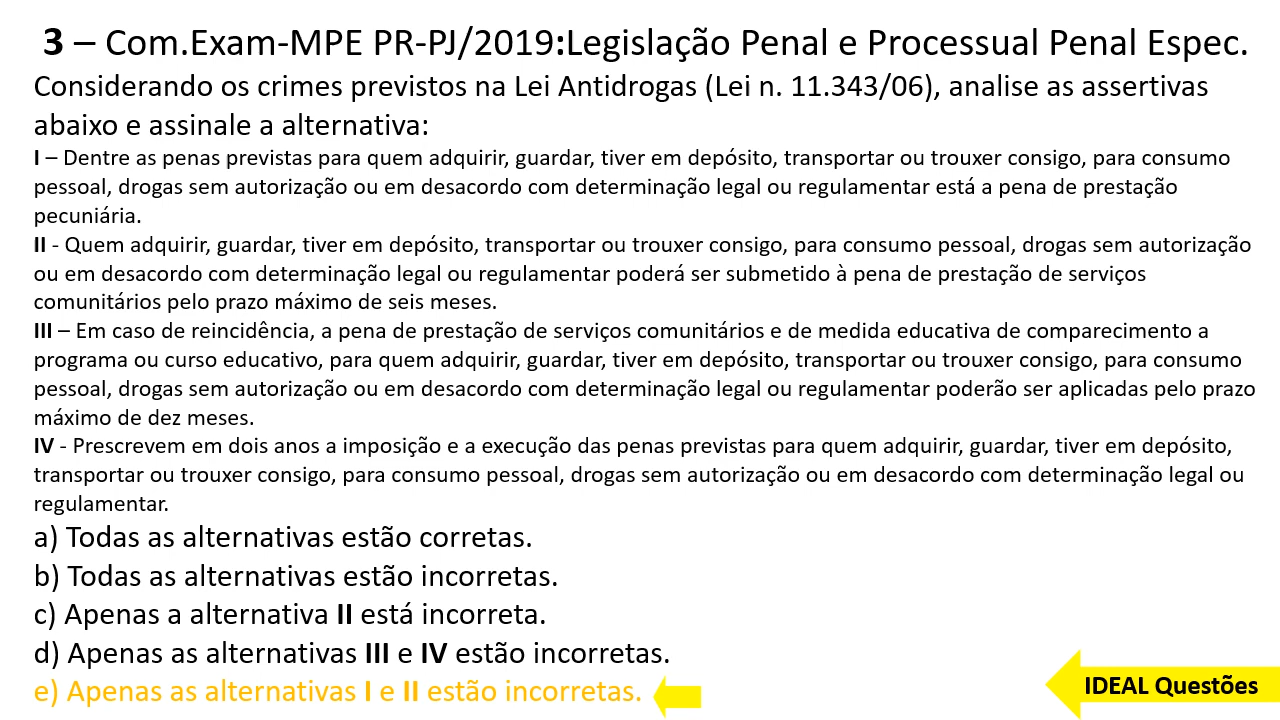 3 – Com.Exam-MPE PR-PJ/2019:Legislação Penal e Processual Penal Espec.
Considerando os crimes previstos na Lei Antidrogas (Lei n. 11.343/06), analise as assertivas
abaixo e assinale a alternativa:
I – Dentre as penas previstas para quem adquirir, guardar, tiver em depósito, transportar ou trouxer consigo, para consumo
pessoal, drogas sem autorização ou em desacordo com determinação legal ou regulamentar está a pena de prestação
pecuniária.
II - Quem adquirir, guardar, tiver em depósito, transportar ou trouxer consigo, para consumo pessoal, drogas sem autorização
ou em desacordo com determinação legal ou regulamentar poderá ser submetido à pena de prestação de serviços
comunitários pelo prazo máximo de seis meses.
III – Em caso de reincidência, a pena de prestação de serviços comunitários e de medida educativa de comparecimento a
programa ou curso educativo, para quem adquirir, guardar, tiver em depósito, transportar ou trouxer consigo, para consumo
pessoal, drogas sem autorização ou em desacordo com determinação legal ou regulamentar poderão ser aplicadas pelo prazo
máximo de dez meses.
IV - Prescrevem em dois anos a imposição e a execução das penas previstas para quem adquirir, guardar, tiver em depósito,
transportar ou trouxer consigo, para consumo pessoal, drogas sem autorização ou em desacordo com determinação legal ou
regulamentar.
a) Todas as alternativas estão corretas.
b) Todas as alternativas estão incorretas.
c) Apenas a alternativa II está incorreta.
d) Apenas as alternativas III e IV estão incorretas.
e) Apenas as alternativas I e II estão incorretas.
IDEAL Questões